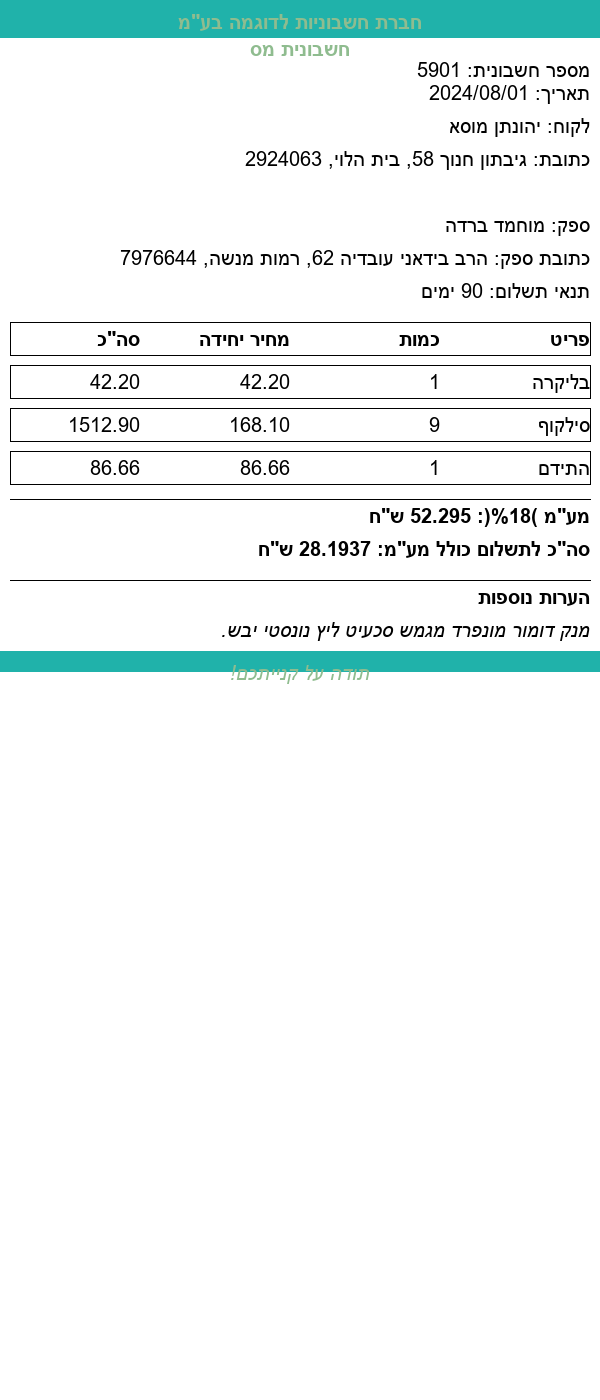 חברת חשבוניות לדוגמה בע"מ
חשבונית מס
מספר חשבונית: 5901
תאריך: 2024/08/01
לקוח: יהונתן מוסא
כתובת: גיבתון חנוך 58, בית הלוי, 2924063
ספק: מוחמד ברדה
כתובת ספק: הרב בידאני עובדיה 62, רמות מנשה, 7976644
תנאי תשלום: 90 ימים
פריט כמות מחיר יחידה סה"כ
בליקרה 1 42.20 42.20
סילקוף 9 168.10 1512.90
התידם 1 86.66 86.66
מע"מ )18%(: 52.295 ש"ח
סה"כ לתשלום כולל מע"מ: 28.1937 ש"ח
הערות נוספות
מנק דומור מונפרד מגמש סכעיט ליץ נונסטי יבש.
תודה על קנייתכם!